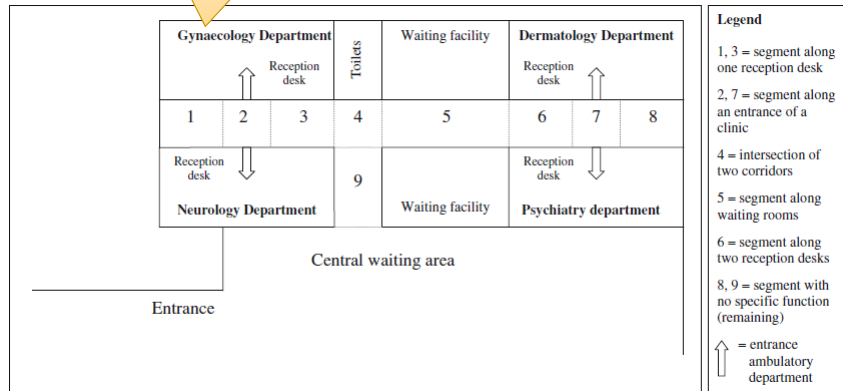 Gynaecology Department
Toilets
Waiting facility
Dermatology Department
Reception
desk
Reception
desk
1 2 3 4 5 6 7 8
Reception
desk
9
Reception
desk
Neurology Department
Waiting facility
Psychiatry department
Central waiting area
Entrance
Legend
1, 3 = segment along
one reception desk
2, 7 = segment along
an entrance of a
clinic
4 = intersection of
two corridors
5 = segment along
waiting rooms
6 = segment along
two reception desks
8, 9 = segment with
no specific function
(remaining)
= entrance
ambulatory
department